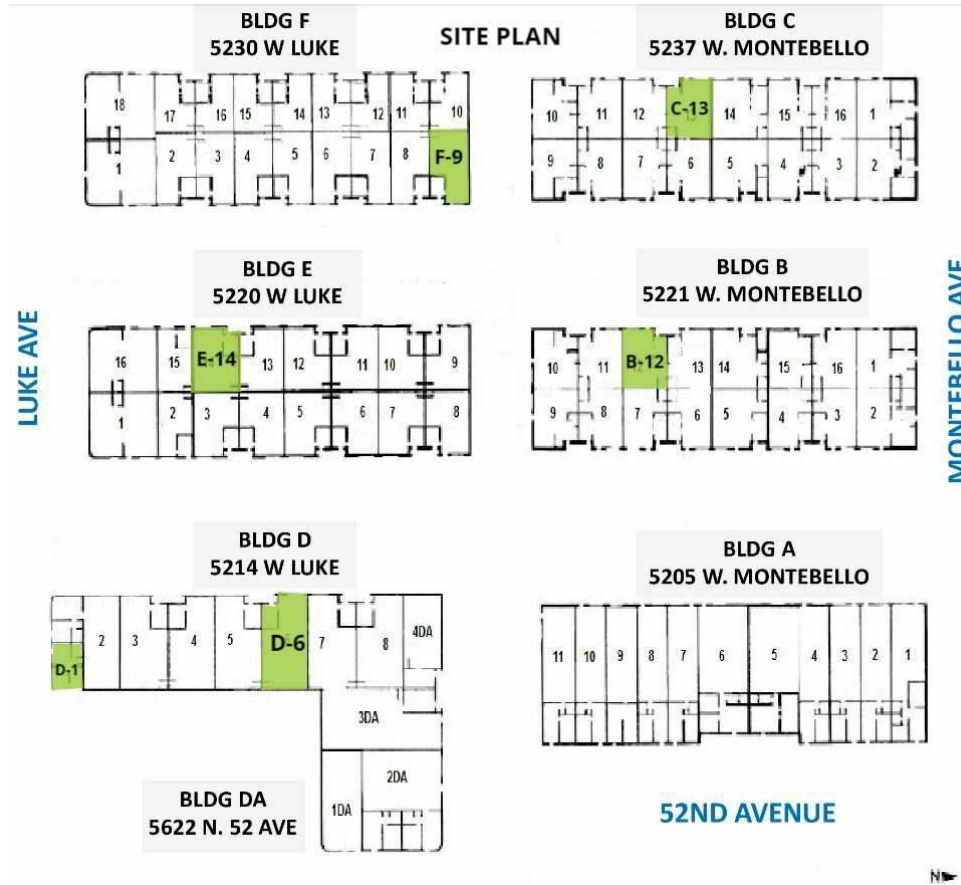 SITE PLAN
BLDG F
5230 W LUKE
18
17
16
15
14
13
12
11
10
1
2
3
4
5
6
7
8
F-9
BLDG C
5237 W. MONTEBELLO
10
11
12
C-13
14
15
16
1
9
8
7
6
5
4
3
2
LUKE AVE
BLDG E
5220 W LUKE
16
15
E-14
13
12
11
10
9
1
2
3
4
5
6
7
8
BLDG B
5221 W. MONTEBELLO
10
11
B-12
13
14
15
16
1
9
8
7
6
5
4
3
2
MONTEBELLO AVE
BLDG D
5214 W LUKE
D-1
2
3
4
5
D-6
7
8
4DA
3DA
2DA
1DA
BLDG DA
5622 N. 52 AVE
BLDG A
5205 W. MONTEBELLO
11
10
9
8
7
6
5
4
3
2
1
52ND AVENUE
N